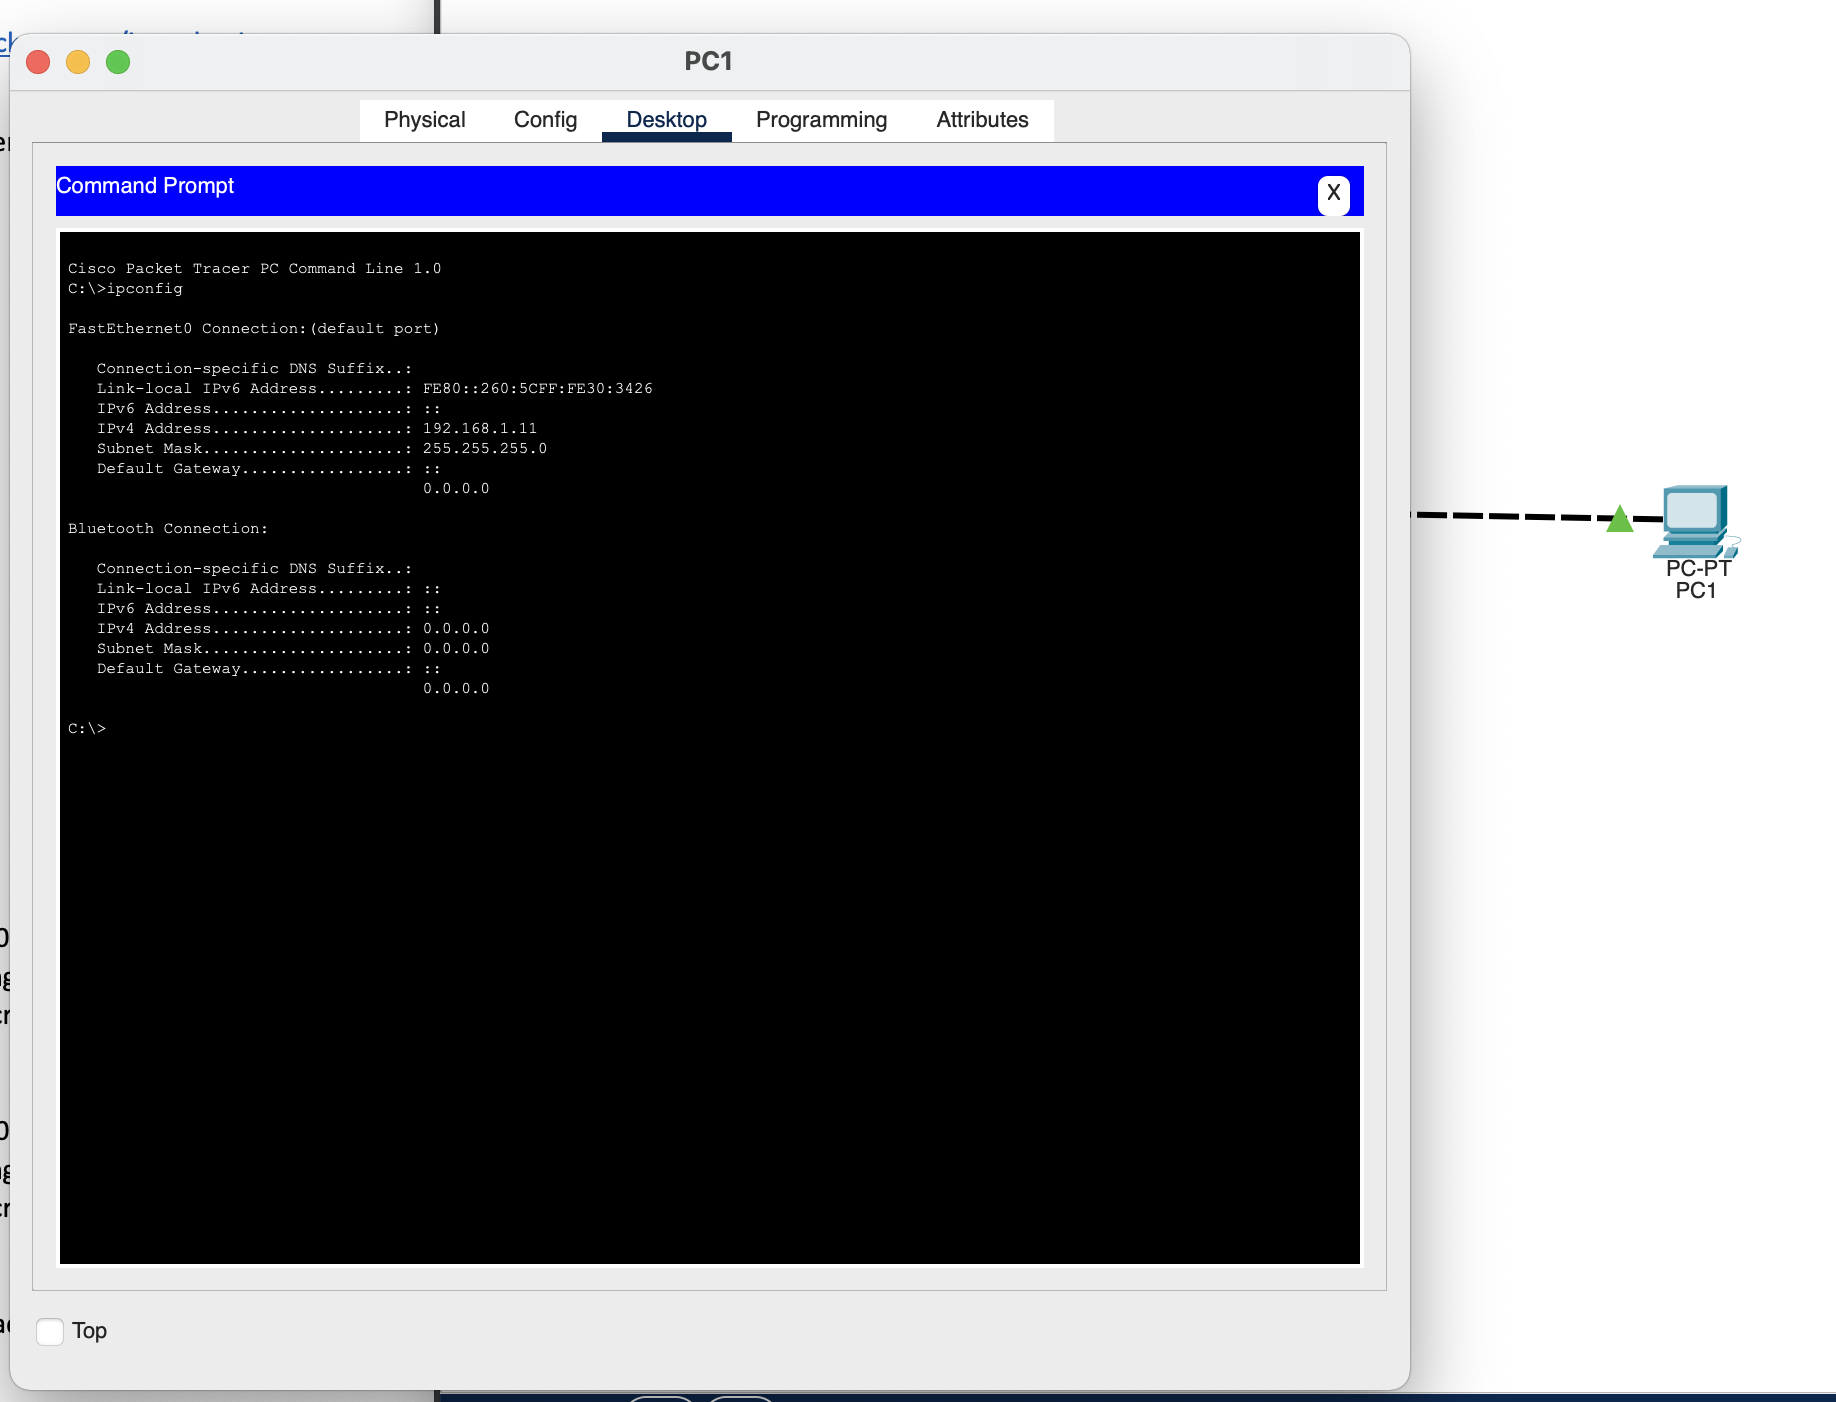 PC1
Physical Config Desktop Programming Attributes
Command Prompt
X
Cisco Packet Tracer PC Command Line 1.0
C:\>ipconfig
FastEthernet0 Connection:(default port)
Connection-specific DNS Suffix..:
Link-local IPv6 Address.........: FE80::260:5CFF:FE30:3426
IPv6 Address....................: ::
IPv4 Address....................: 192.168.1.11
Subnet Mask.....................: 255.255.255.0
Default Gateway.................: ::
0.0.0.0
Bluetooth Connection:
Connection-specific DNS Suffix..:
Link-local IPv6 Address.........: ::
IPv6 Address....................: ::
IPv4 Address....................: 0.0.0.0
Subnet Mask.....................: 0.0.0.0
Default Gateway.................: ::
0.0.0.0
C:\>
Top
PC-PT
PC1